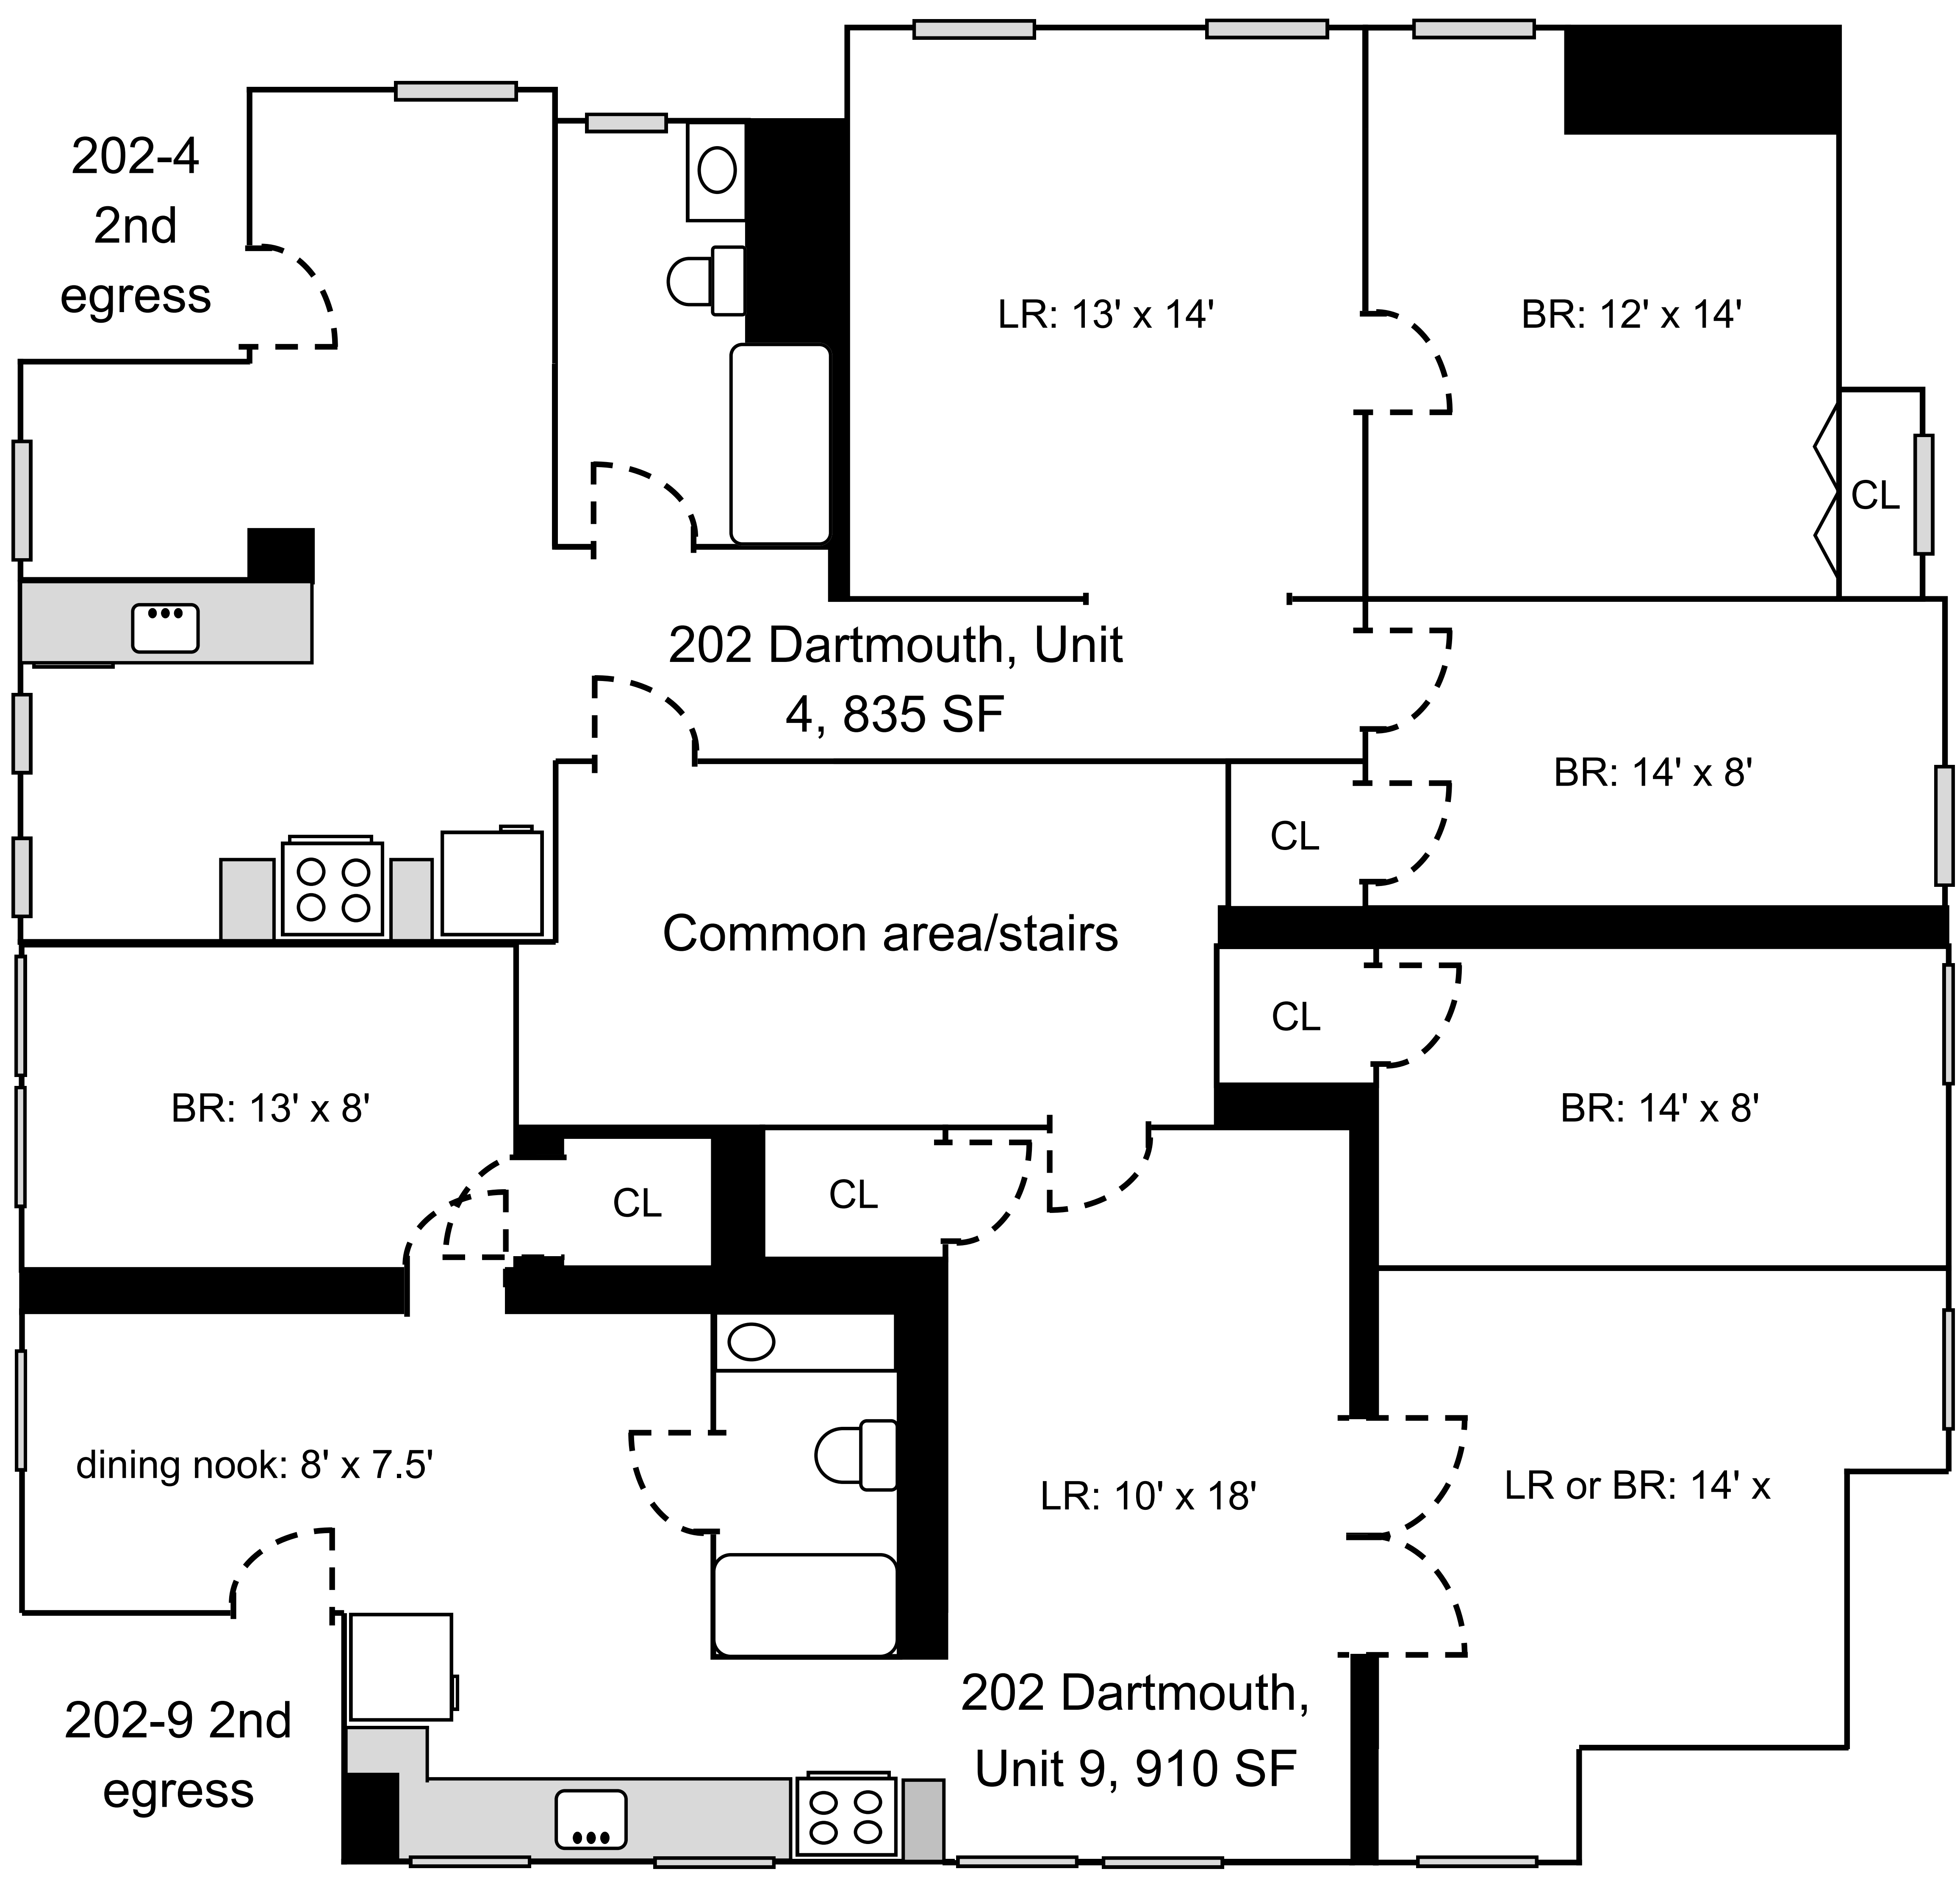 202-4
2nd
egress
LR: 13' x 14'
BR: 12' x 14'
CL
202 Dartmouth, Unit
4, 835 SF
BR: 14' x 8'
CL
Common area/stairs
CL
BR: 13' x 8'
BR: 14' x 8'
CL
CL
dining nook: 8' x 7.5'
LR: 10' x 18'
LR or BR: 14' x
202-9 2nd
egress
202 Dartmouth,
Unit 9, 910 SF